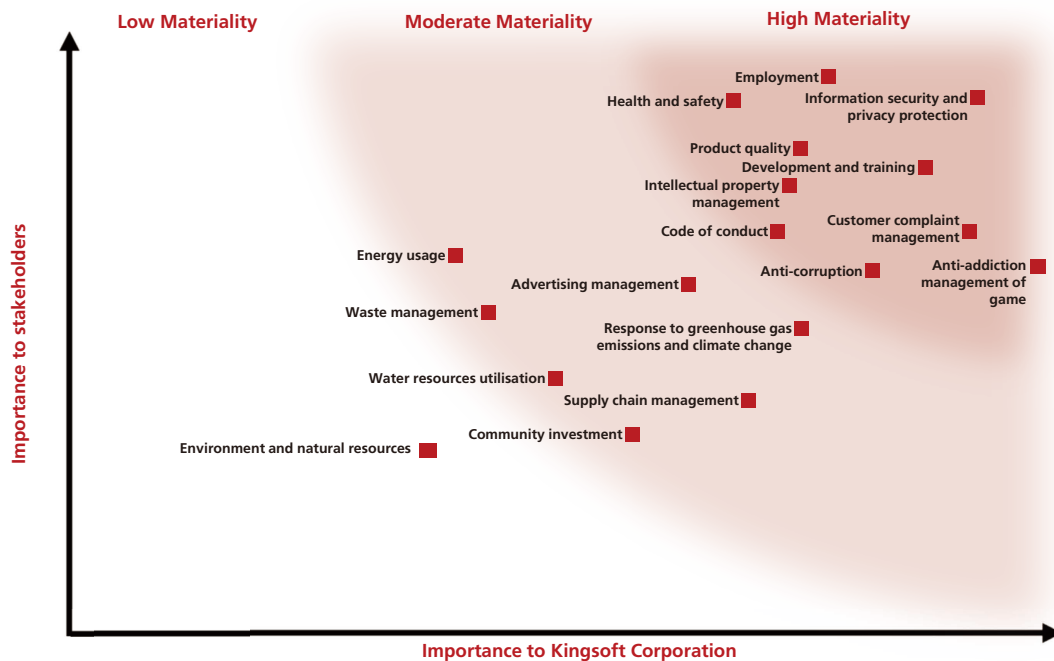 Low Materiality
Moderate Materiality
High Materiality
Employment
Health and safety
Information security and
privacy protection
Product quality
Development and training
Intellectual property
management
Code of conduct
Customer complaint
management
Energy usage
Anti-corruption
Anti-addiction
management of
game
Advertising management
Waste management
Response to greenhouse gas
emissions and climate change
Water resources utilisation
Supply chain management
Community investment
Environment and natural resources
Importance to stakeholders
Importance to Kingsoft Corporation